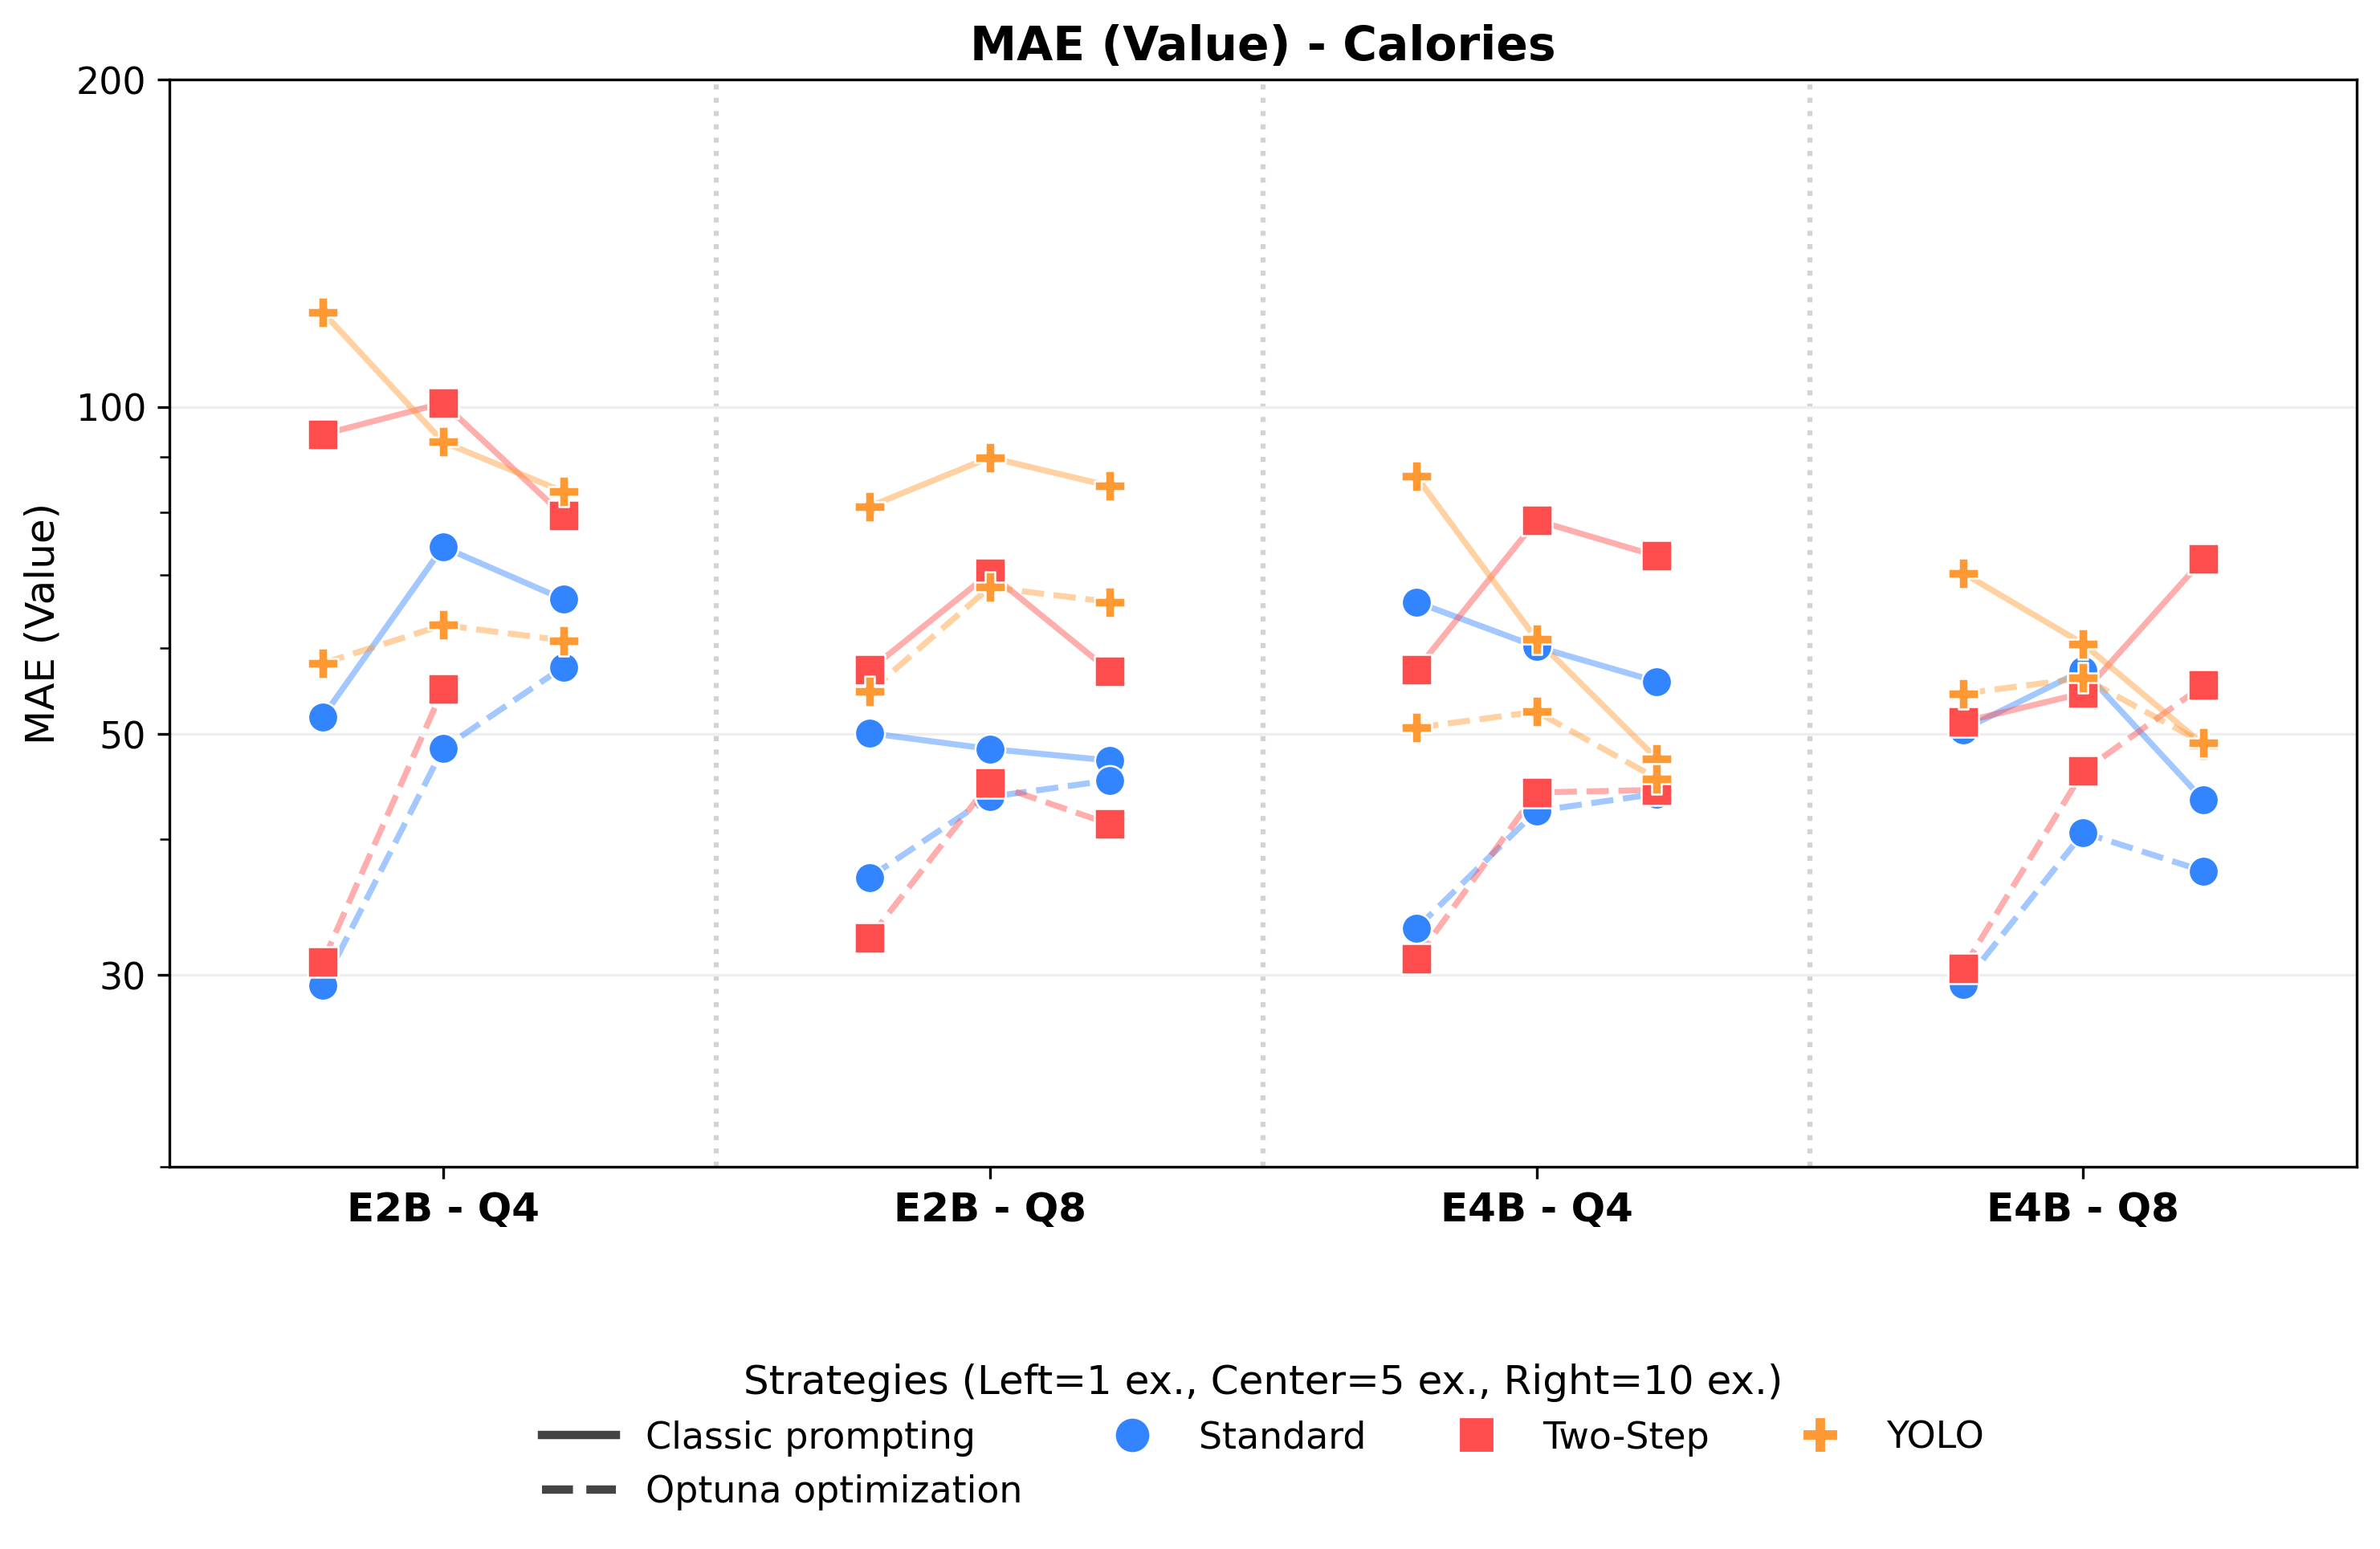 MAE (Value) - Calories
200
100
50
30
MAE (Value)
E2B - Q4
E2B - Q8
E4B - Q4
E4B - Q8
Strategies (Left=1 ex., Center=5 ex., Right=10 ex.)
Classic prompting
Standard
Two-Step
YOLO
Optuna optimization